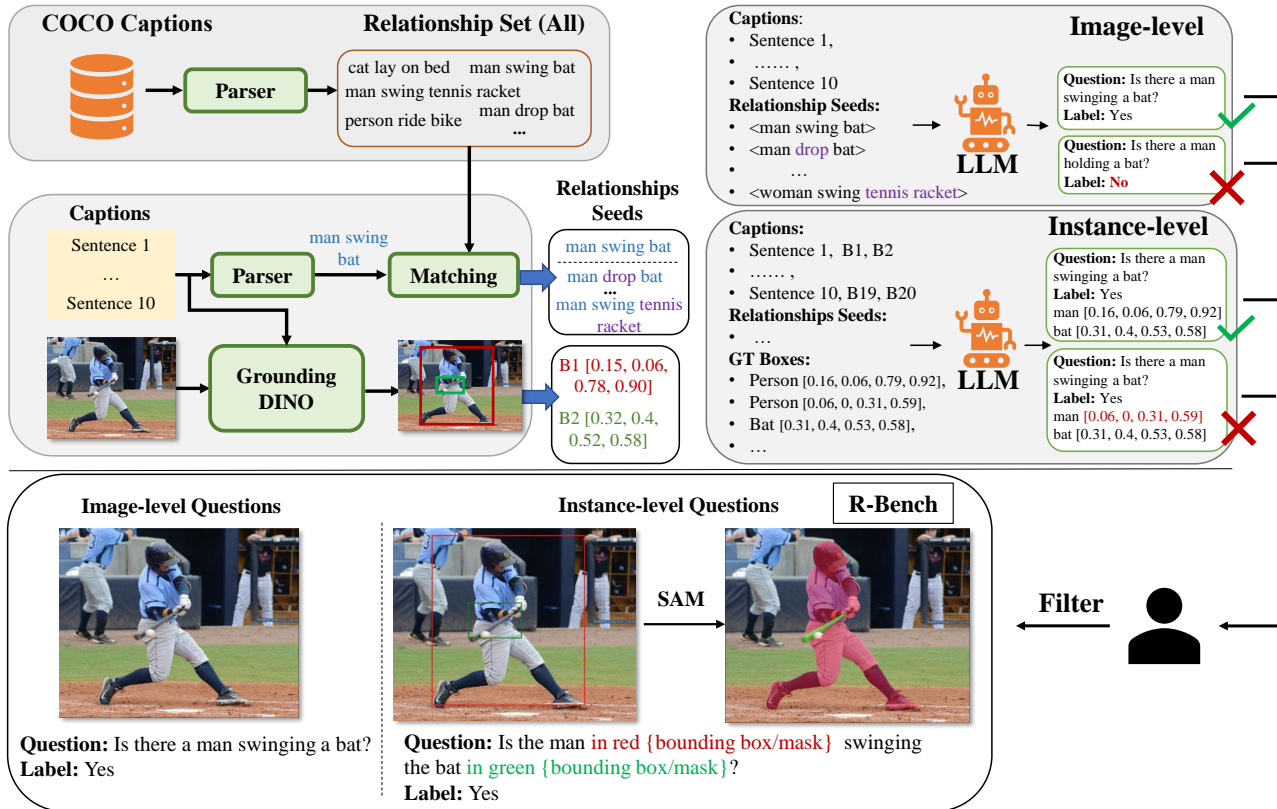 COCO Captions
Relationship Set (All)
Parser
cat lay on bed
man swing bat
man swing tennis racket
man drop bat
person ride bike
...
Captions
Sentence 1
...
Sentence 10
Parser
man swing
bat
Matching
Grounding
DINO
Relationships
Seeds
man swing bat
man drop bat
...
man swing tennis
racket
B1 [0.15, 0.06,
0.78, 0.90]
B2 [0.32, 0.4,
0.52, 0.58]
Image-level
Captions:
• Sentence 1,
• …… ,
• Sentence 10
Relationship Seeds:
• <man swing bat>
• <man drop bat>
…
• <woman swing tennis racket>
LLM
Question: Is there a man
swinging a bat?
Label: Yes
Question: Is there a man
holding a bat?
Label: No
Instance-level
Captions:
• Sentence 1, B1, B2
• …… ,
• Sentence 10, B19, B20
Relationships Seeds:
• …
GT Boxes:
• Person [0.16, 0.06, 0.79, 0.92],
• Person [0.06, 0, 0.31, 0.59],
• Bat [0.31, 0.4, 0.53, 0.58],
• …
LLM
Question: Is there a man
swinging a bat?
Label: Yes
man [0.16, 0.06, 0.79, 0.92]
bat [0.31, 0.4, 0.53, 0.58]
Question: Is there a man
swinging a bat?
Label: Yes
man [0.06, 0, 0.31, 0.59]
bat [0.31, 0.4, 0.53, 0.58]
R-Bench
Image-level Questions
Question: Is there a man swinging a bat?
Label: Yes
Instance-level Questions
SAM
Question: Is the man in red {bounding box/mask} swinging
the bat in green {bounding box/mask}?
Label: Yes
Filter